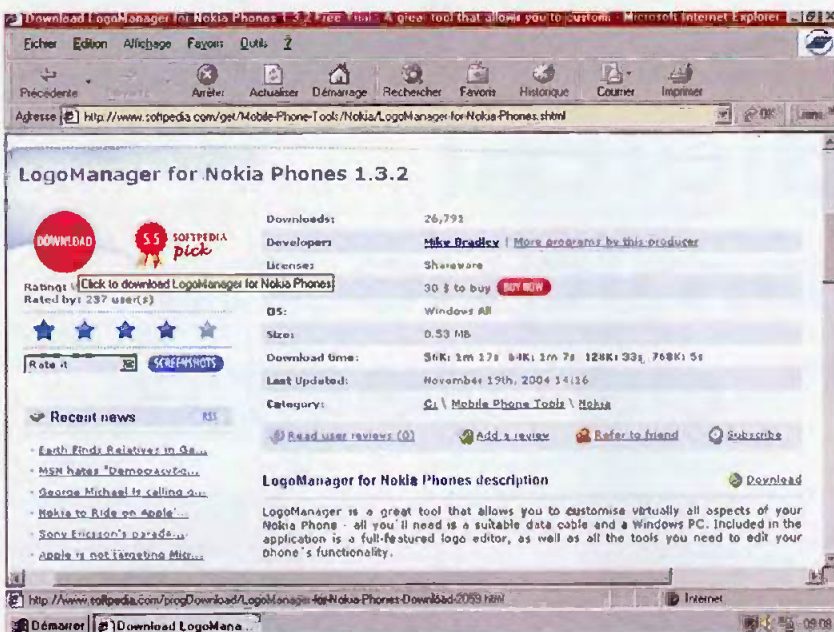 Download LogoManager for Nokia Phones 1.3.2 Free Trial - A great tool that allows you to custom - Microsoft Internet Explorer
Fichier Edition Affichage Favoris Outils ?
Précédente Arrêter Actualiser Démarrage Rechercher Favoris Historique Courrier Imprimer
Adresse http://www.softpedia.com/get/Mobile-Phone-Tools/Nokia/LogoManager-for-Nokia-Phones.shtml OK Liens
LogoManager for Nokia Phones 1.3.2
DOWNLOAD
5.5 SOFTPEDIA pick
Rating:
Click to download LogoManager for Nokia Phones
Rated by: 237 user(s)
Rate it SCREENSHOTS
Downloads: 26,791
Developer: Mike Bradley | More programs by this producer
License: Shareware
30 $ to buy BUY NOW
OS: Windows All
Size: 0.53 MB
Download time: 56K: 1m 17s 64K: 1m 7s 128K: 33s 768K: 5s
Last Updated: November 19th, 2004 14:16
Category: C: \ Mobile Phone Tools \ Nokia
Read user reviews (0) Add a review Refer to friend Subscribe
Recent news RSS
Earth Finds Relatives in Ga...
MSN hates "Democracy...
George Michael is calling o...
Nokia to Ride on Apple'...
Sony Ericsson's parade...
Apple is not targeting Micr...
LogoManager for Nokia Phones description Download
LogoManager is a great tool that allows you to customise virtually all aspects of your
Nokia Phone - all you'll need is a suitable data cable and a Windows PC. Included in the
application is a full-featured logo editor, as well as all the tools you need to edit your
phone's functionality.
http://www.softpedia.com/progDownload/LogoManager-for-Nokia-Phones-Download-2059.html Internet
Démarrer Download LogoMana... 09:08